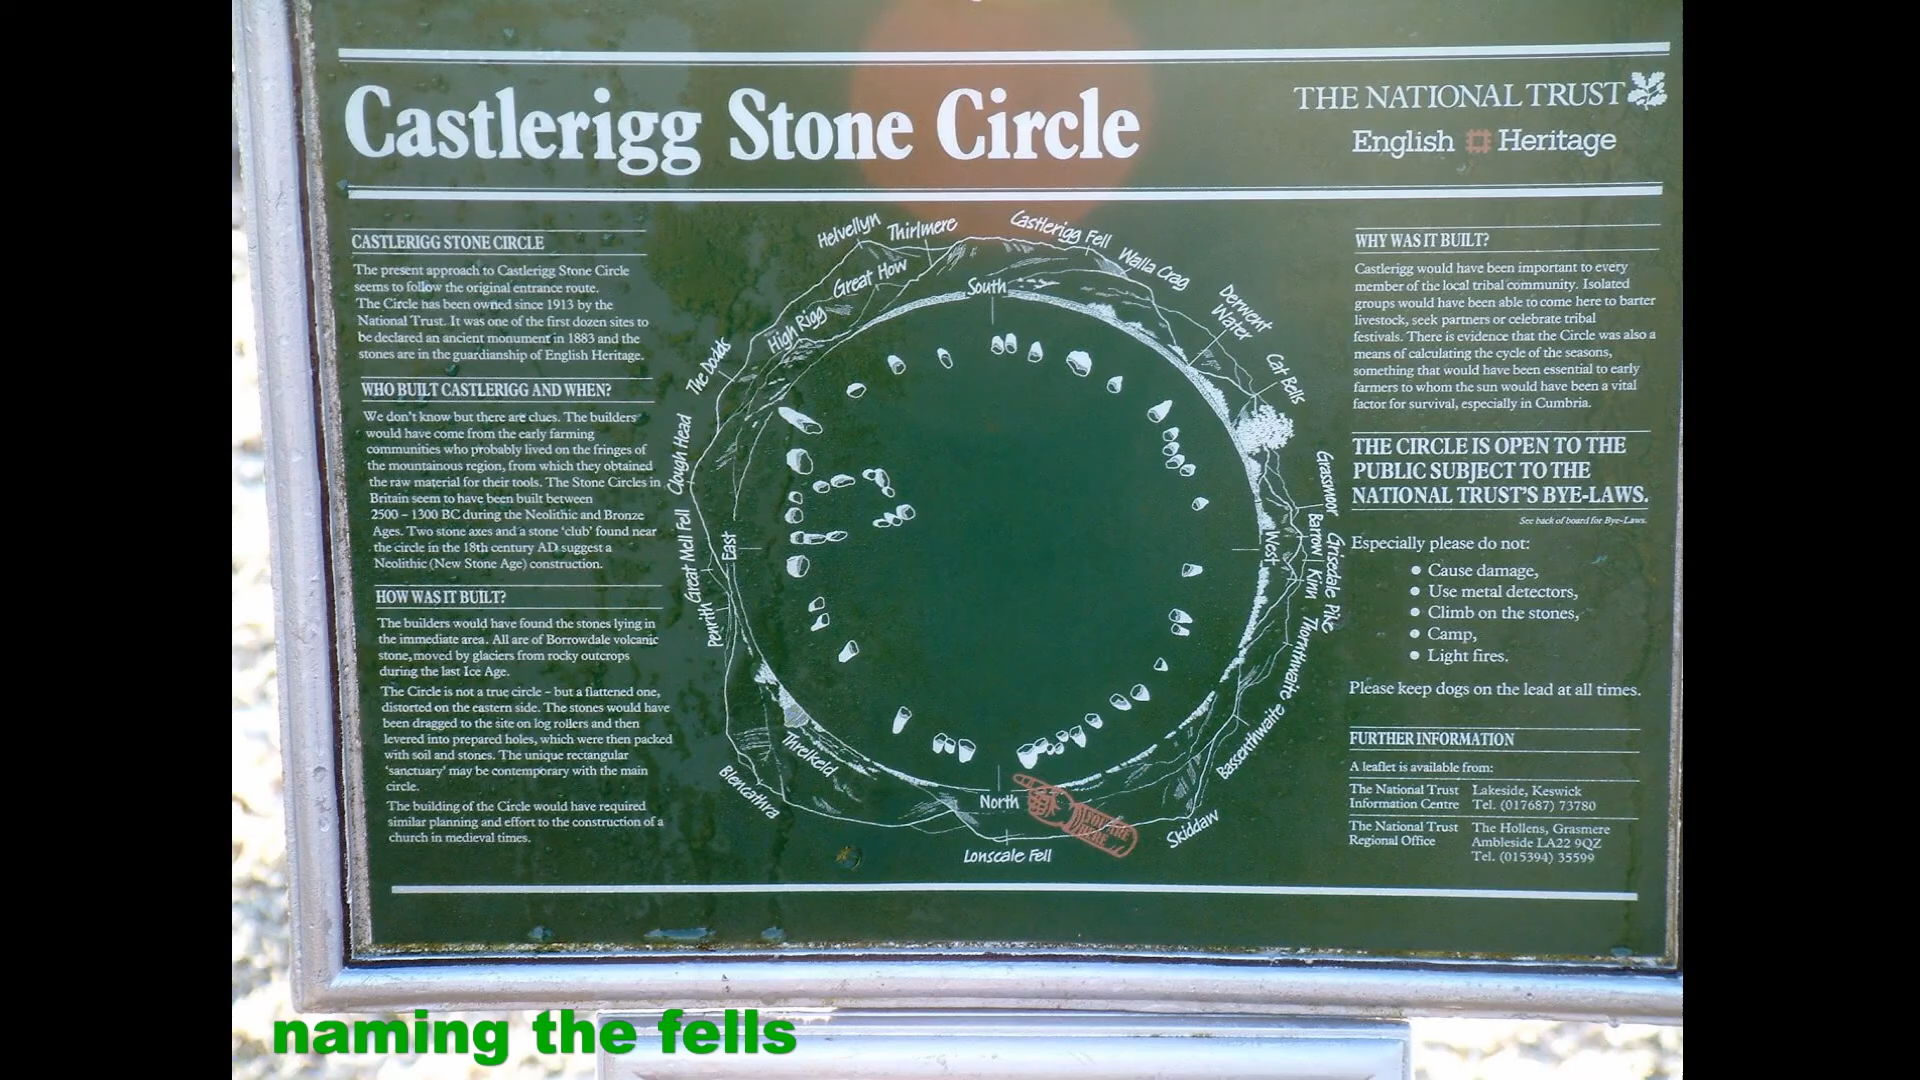 Castlerigg Stone Circle
THE NATIONAL TRUST
English Heritage
CASTLERIGG STONE CIRCLE
The present approach to Castlerigg Stone Circle
seems to follow the original entrance route.
The Circle has been owned since 1913 by the
National Trust. It was one of the first dozen sites to
be declared an ancient monument in 1883 and the
stones are in the guardianship of English Heritage.
WHO BUILT CASTLERIGG AND WHEN?
We don't know but there are clues. The builders
would have come from the early farming
communities who probably lived on the fringes of
the mountainous region, from which they obtained
the raw material for their tools. The Stone Circles in
Britain seem to have been built between
2500 – 1300 BC during the Neolithic and Bronze
Ages. Two stone axes and a stone 'club' found near
the circle in the 18th century AD suggest a
Neolithic (New Stone Age) construction.
HOW WAS IT BUILT?
The builders would have found the stones lying in
the immediate area. All are of Borrowdale volcanic
stone, moved by glaciers from rocky outcrops
during the last Ice Age.
The Circle is not a true circle – but a flattened one,
distorted on the eastern side. The stones would have
been dragged to the site on log rollers and then
levered into prepared holes, which were then packed
with soil and stones. The unique rectangular
'sanctuary' may be contemporary with the main
circle.
The building of the Circle would have required
similar planning and effort to the construction of a
church in medieval times.
Helvellyn
Thirlmere
Castlerigg Fell
Walla Crag
Great How
South
High Rigg
Derwent
Water
The Dodds
Cat Bells
Clough Head
Grasmoor
Great Mell Fell
East
West
Barrow
Kinn
Grisedale Pike
Penrith
Thornthwaite
Threlkeld
Bassenthwaite
Blencathra
North
YOU ARE
HERE
Skiddaw
Lonscale Fell
WHY WAS IT BUILT?
Castlerigg would have been important to every
member of the local tribal community. Isolated
groups would have been able to come here to barter
livestock, seek partners or celebrate tribal
festivals. There is evidence that the Circle was also a
means of calculating the cycle of the seasons,
something that would have been essential to early
farmers to whom the sun would have been a vital
factor for survival, especially in Cumbria.
THE CIRCLE IS OPEN TO THE
PUBLIC SUBJECT TO THE
NATIONAL TRUST'S BYE-LAWS.
See back of board for Bye-Laws.
Especially please do not:
● Cause damage,
● Use metal detectors,
● Climb on the stones,
● Camp,
● Light fires.
Please keep dogs on the lead at all times.
FURTHER INFORMATION
A leaflet is available from:
The National Trust Lakeside, Keswick
Information Centre Tel. (017687) 73780
The National Trust The Hollens, Grasmere
Regional Office Ambleside LA22 9QZ
Tel. (015394) 35599
naming the fells